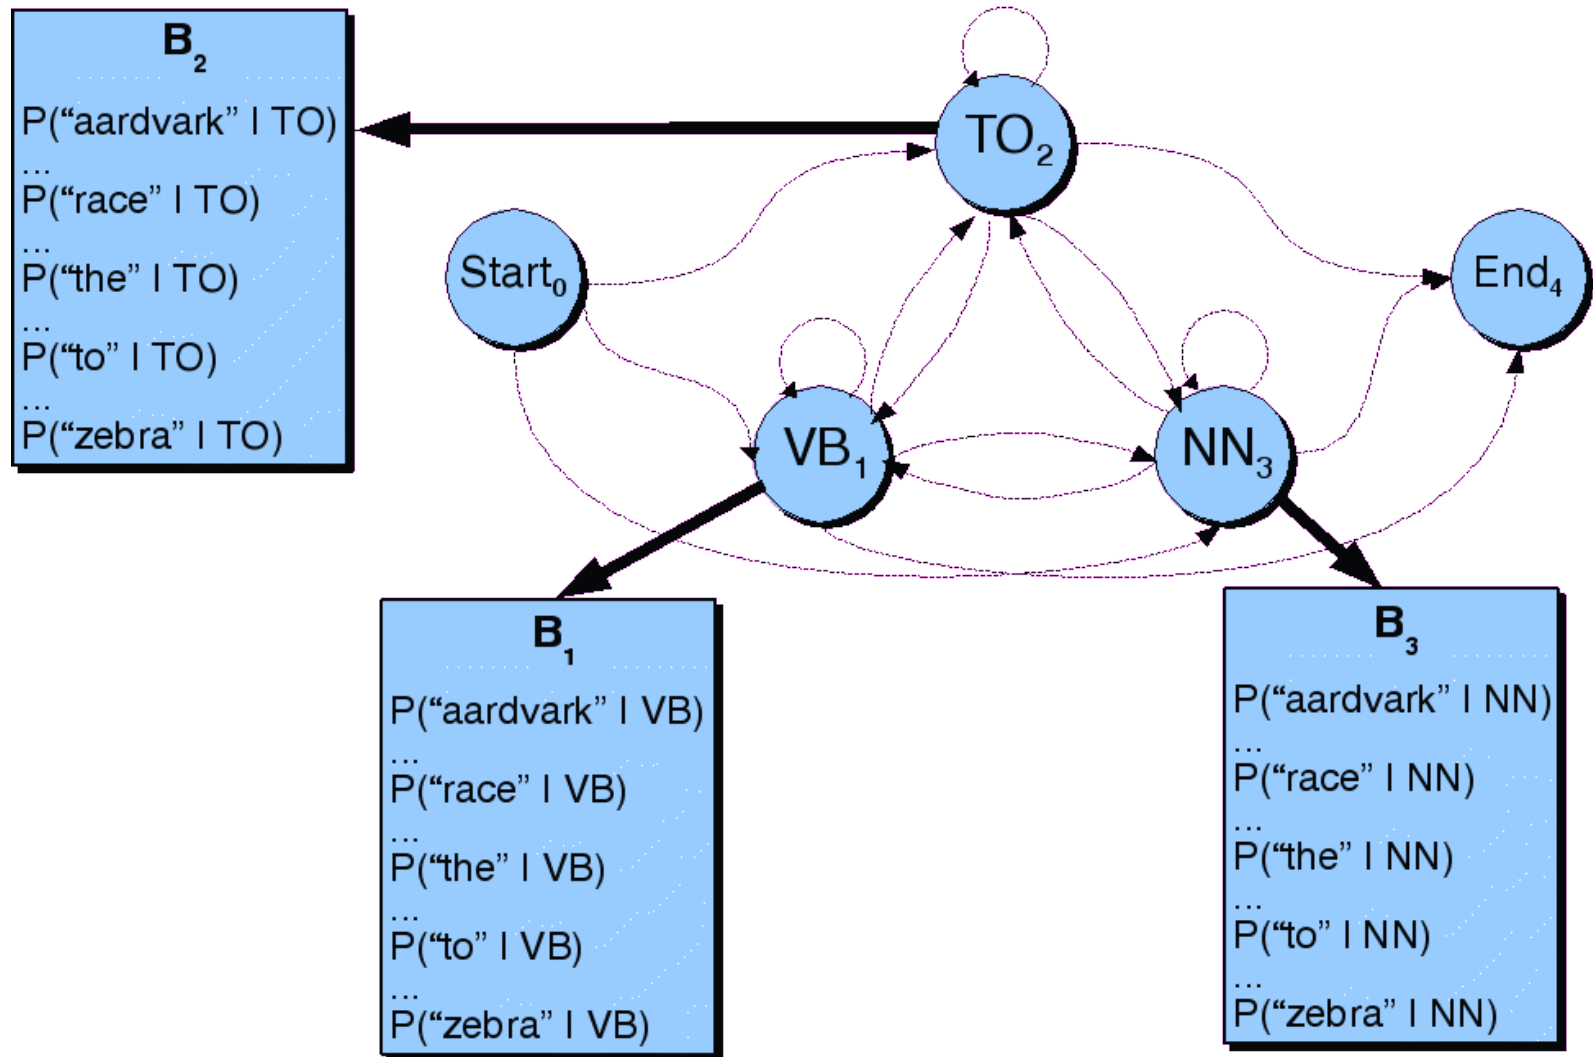 B2
P(“aardvark” | TO)
...
P(“race” | TO)
...
P(“the” | TO)
...
P(“to” | TO)
...
P(“zebra” | TO)
TO2
Start0
End4
VB1
NN3
B1
P(“aardvark” | VB)
...
P(“race” | VB)
...
P(“the” | VB)
...
P(“to” | VB)
...
P(“zebra” | VB)
B3
P(“aardvark” | NN)
...
P(“race” | NN)
...
P(“the” | NN)
...
P(“to” | NN)
...
P(“zebra” | NN)